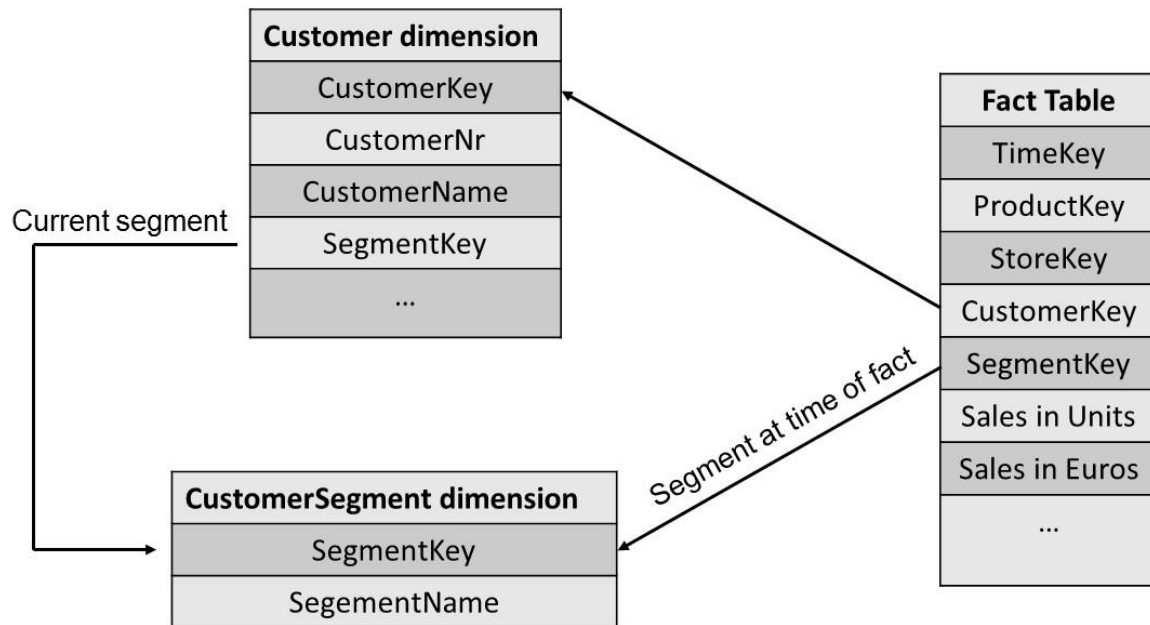 Customer dimension
CustomerKey
CustomerNr
CustomerName
SegmentKey
...
Current segment
Fact Table
TimeKey
ProductKey
StoreKey
CustomerKey
SegmentKey
Sales in Units
Sales in Euros
...
Segment at time of fact
CustomerSegment dimension
SegmentKey
SegementName